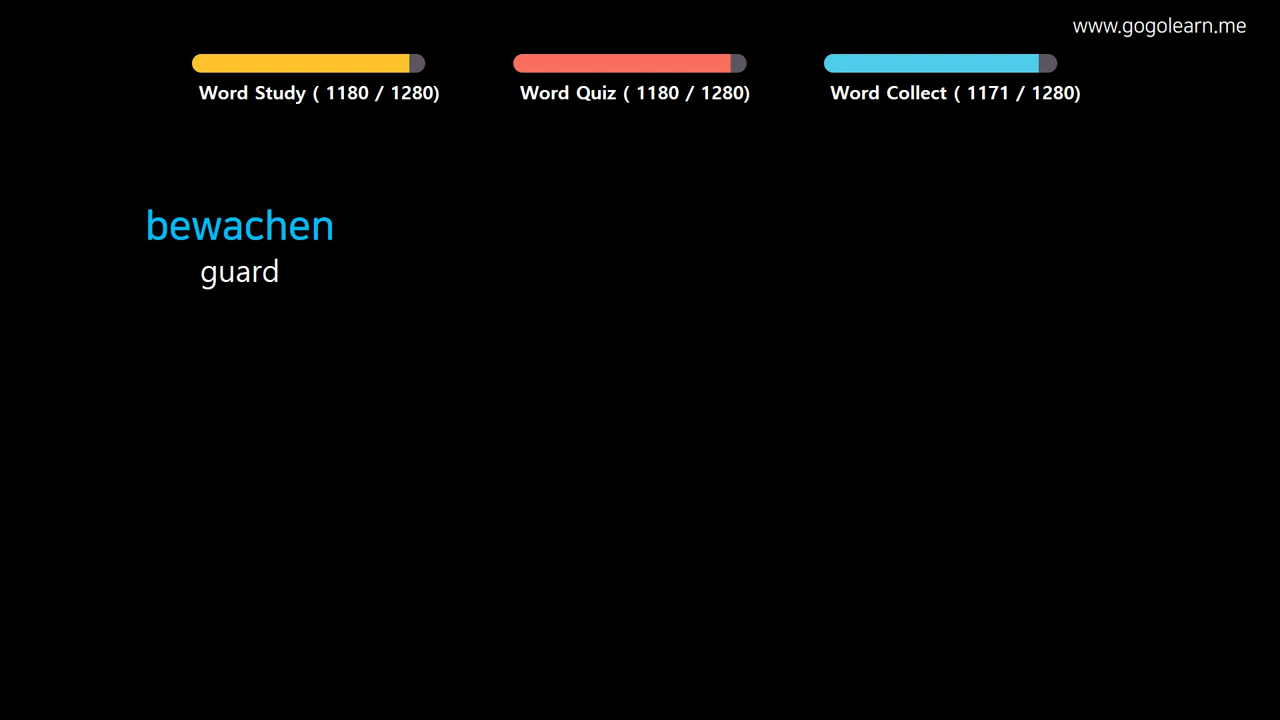 www.gogolearn.me
Word Study ( 1180 / 1280)
Word Quiz ( 1180 / 1280)
Word Collect ( 1171 / 1280)
bewachen
guard